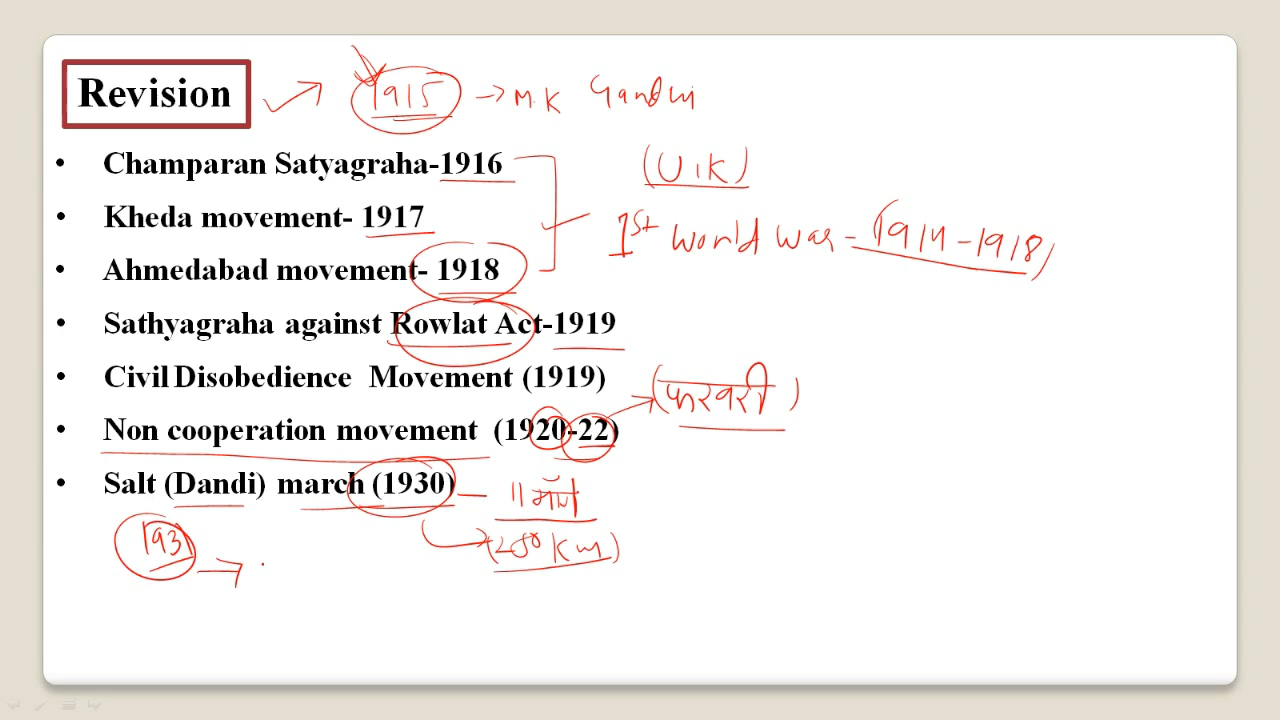 Revision 1915 → M.K Gandhi
• Champaran Satyagraha-1916
(U.K)
• Kheda movement- 1917
1st world war - (1914 - 1918)
• Ahmedabad movement- 1918
• Sathyagraha against Rowlat Act-1919
• Civil Disobedience Movement (1919)
(फरवरी)
Non cooperation movement (1920-22)
• Salt (Dandi) march (1930) - 11 मार्च
1931 →
(250 Km)